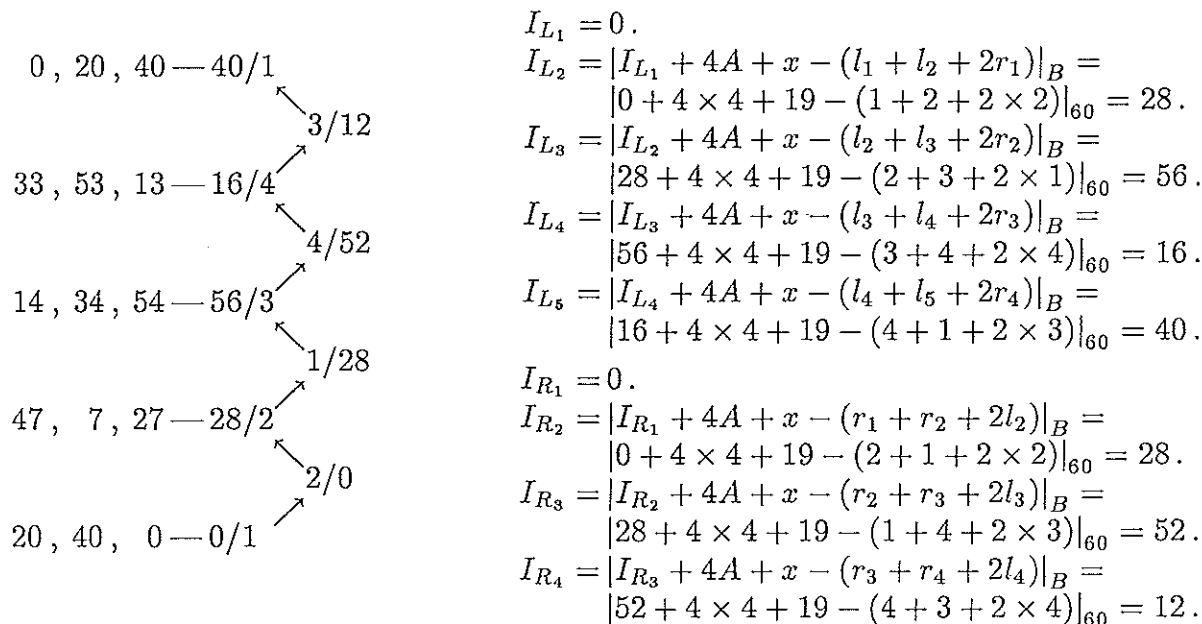 0 , 20 , 40 — 40/1
3/12
33 , 53 , 13 — 16/4
4/52
14 , 34 , 54 — 56/3
1/28
47 , 7 , 27 — 28/2
2/0
20 , 40 , 0 — 0/1
I_{L_1} = 0 .
I_{L_2} = |I_{L_1} + 4A + x − (l_1 + l_2 + 2r_1)|_B =
|0 + 4 × 4 + 19 − (1 + 2 + 2 × 2)|_{60} = 28 .
I_{L_3} = |I_{L_2} + 4A + x − (l_2 + l_3 + 2r_2)|_B =
|28 + 4 × 4 + 19 − (2 + 3 + 2 × 1)|_{60} = 56 .
I_{L_4} = |I_{L_3} + 4A + x − (l_3 + l_4 + 2r_3)|_B =
|56 + 4 × 4 + 19 − (3 + 4 + 2 × 4)|_{60} = 16 .
I_{L_5} = |I_{L_4} + 4A + x − (l_4 + l_5 + 2r_4)|_B =
|16 + 4 × 4 + 19 − (4 + 1 + 2 × 3)|_{60} = 40 .
I_{R_1} = 0 .
I_{R_2} = |I_{R_1} + 4A + x − (r_1 + r_2 + 2l_2)|_B =
|0 + 4 × 4 + 19 − (2 + 1 + 2 × 2)|_{60} = 28 .
I_{R_3} = |I_{R_2} + 4A + x − (r_2 + r_3 + 2l_3)|_B =
|28 + 4 × 4 + 19 − (1 + 4 + 2 × 3)|_{60} = 52 .
I_{R_4} = |I_{R_3} + 4A + x − (r_3 + r_4 + 2l_4)|_B =
|52 + 4 × 4 + 19 − (4 + 3 + 2 × 4)|_{60} = 12 .